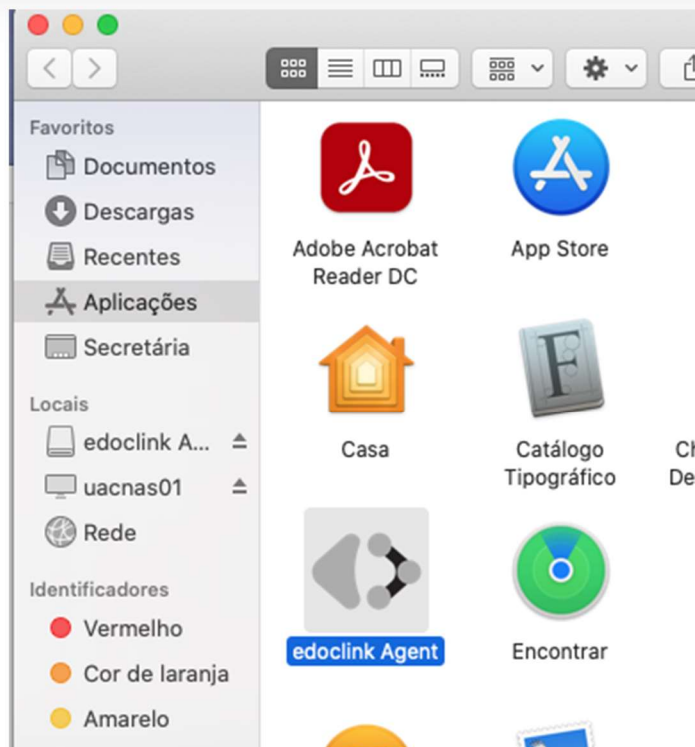 Favoritos
Documentos
Descargas
Recentes
Aplicações
Secretária
Locais
edoclink A...
uacnas01
Rede
Identificadores
Vermelho
Cor de laranja
Amarelo
Adobe Acrobat
Reader DC
App Store
Casa
Catálogo
Tipográfico
edoclink Agent
Encontrar